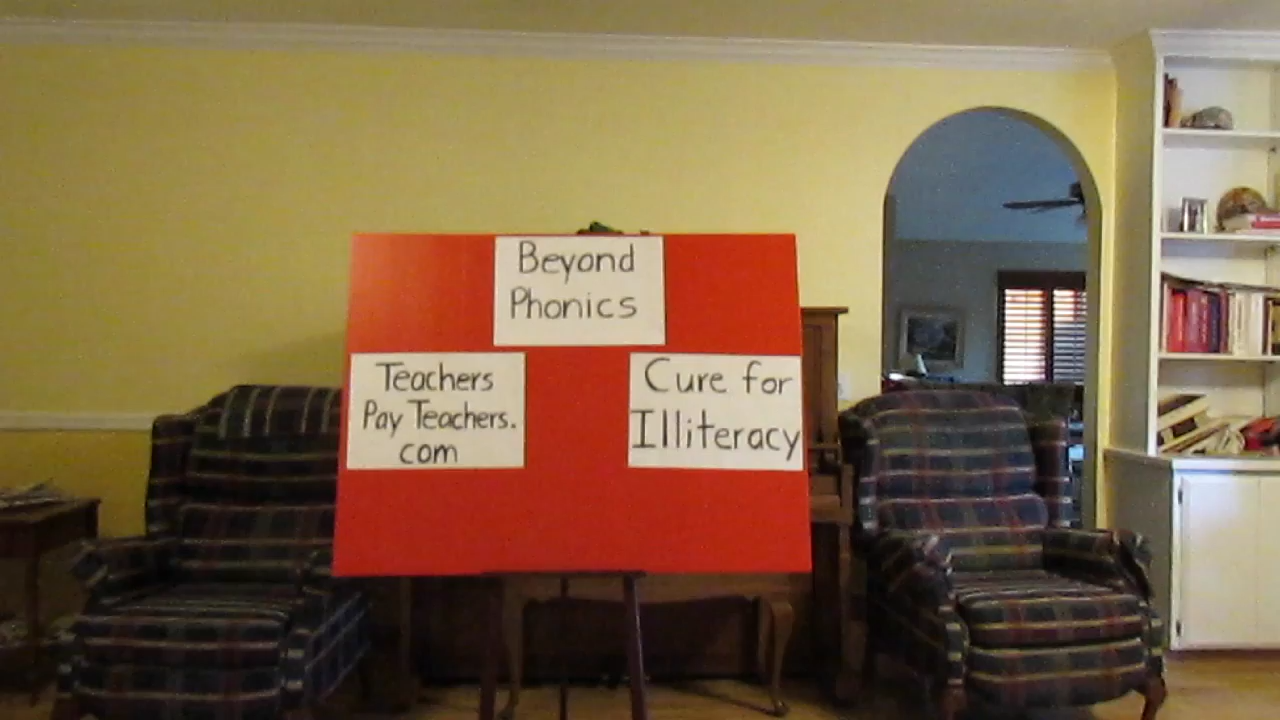 Beyond
Phonics
Teachers
Pay Teachers.
com
Cure for
Illiteracy